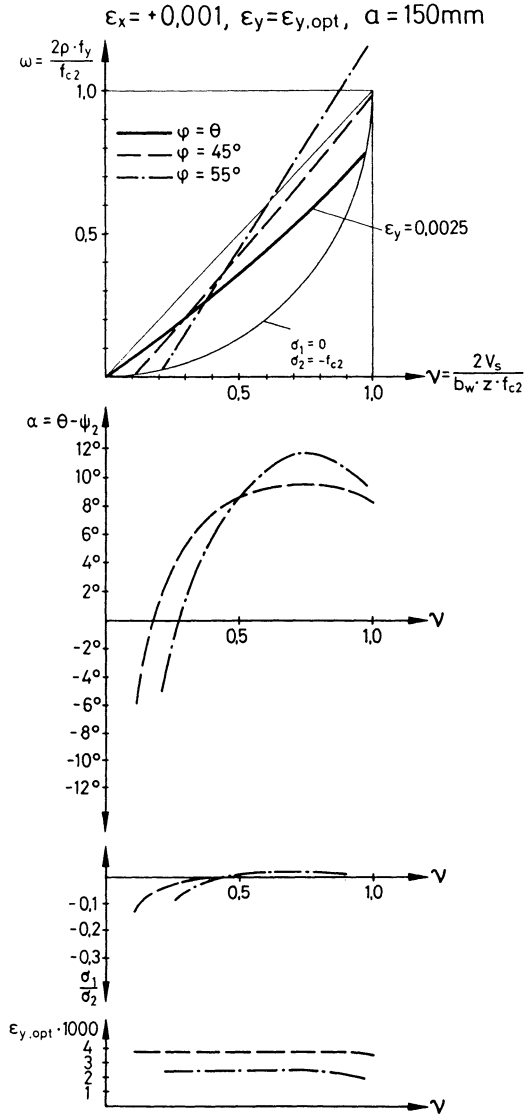 εx = +0,001, εy = εy,opt, a = 150mm
ω = 2ρ·fy / fc2
1,0
φ = θ
φ = 45°
φ = 55°
εy = 0,0025
0,5
σ1 = 0
σ2 = -fc2
0,5 1,0
ν = 2Vs / bw·z·fc2
α = θ-ψ2
12°
10°
8°
6°
4°
2°
0,5 1,0 ν
-2°
-4°
-6°
-8°
-10°
-12°
0,5 1,0 ν
-0,1
-0,2
-0,3
σ1 / σ2
εy,opt·1000
4
3
2
1
ν